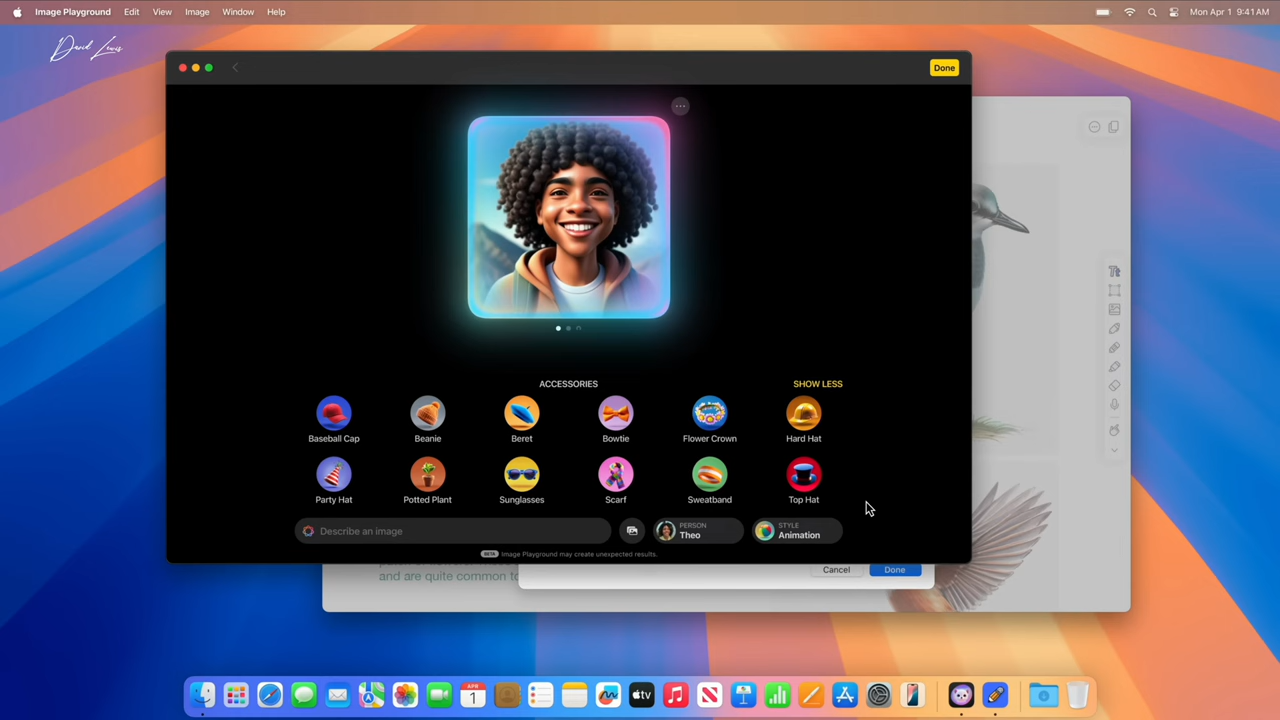 Image Playground Edit View Image Window Help
Mon Apr 1 9:41 AM
David Lewis
Done
ACCESSORIES
SHOW LESS
Baseball Cap
Beanie
Beret
Bowtie
Flower Crown
Hard Hat
Party Hat
Potted Plant
Sunglasses
Scarf
Sweatband
Top Hat
Describe an image
PERSON
Theo
STYLE
Animation
BETA Image Playground may create unexpected results.
Cancel
Done
and are quite common to
APR
1
tv